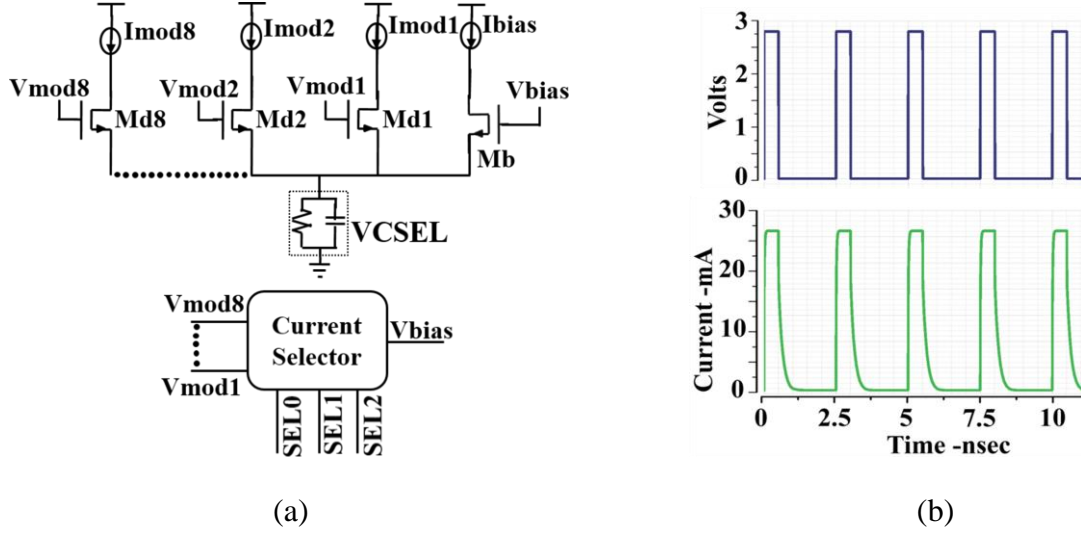 Imod8 Imod2 Imod1 Ibias
Vmod8 Vmod2 Vmod1 Vbias
Md8 Md2 Md1
Mb
VCSEL
Vmod8
Current
Selector
Vbias
Vmod1
SEL0 SEL1 SEL2
(a)
3
2
1
0
Volts
30
20
10
0
Current -mA
0 2.5 5 7.5 10
Time -nsec
(b)